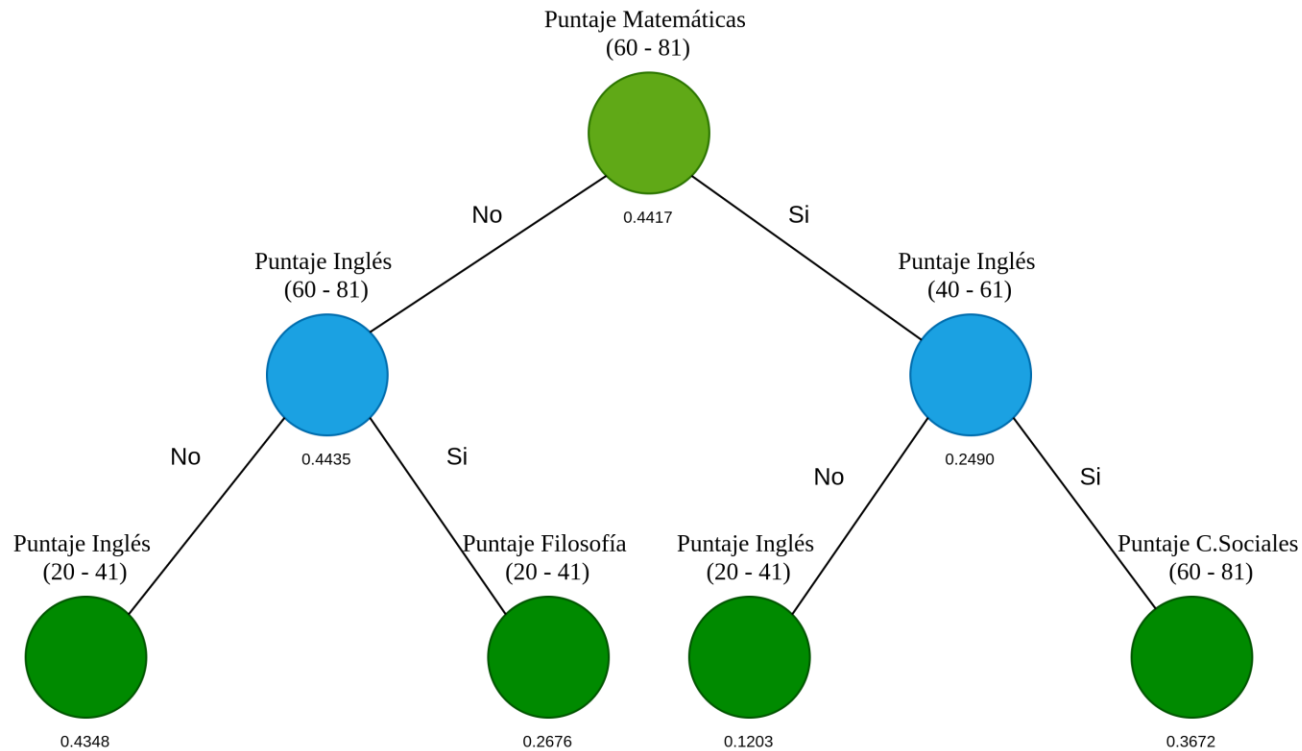 Puntaje Matemáticas
(60 - 81)
0.4417
No
Si
Puntaje Inglés
(60 - 81)
0.4435
Puntaje Inglés
(40 - 61)
0.2490
No
Si
No
Si
Puntaje Inglés
(20 - 41)
0.4348
Puntaje Filosofía
(20 - 41)
0.2676
Puntaje Inglés
(20 - 41)
0.1203
Puntaje C.Sociales
(60 - 81)
0.3672